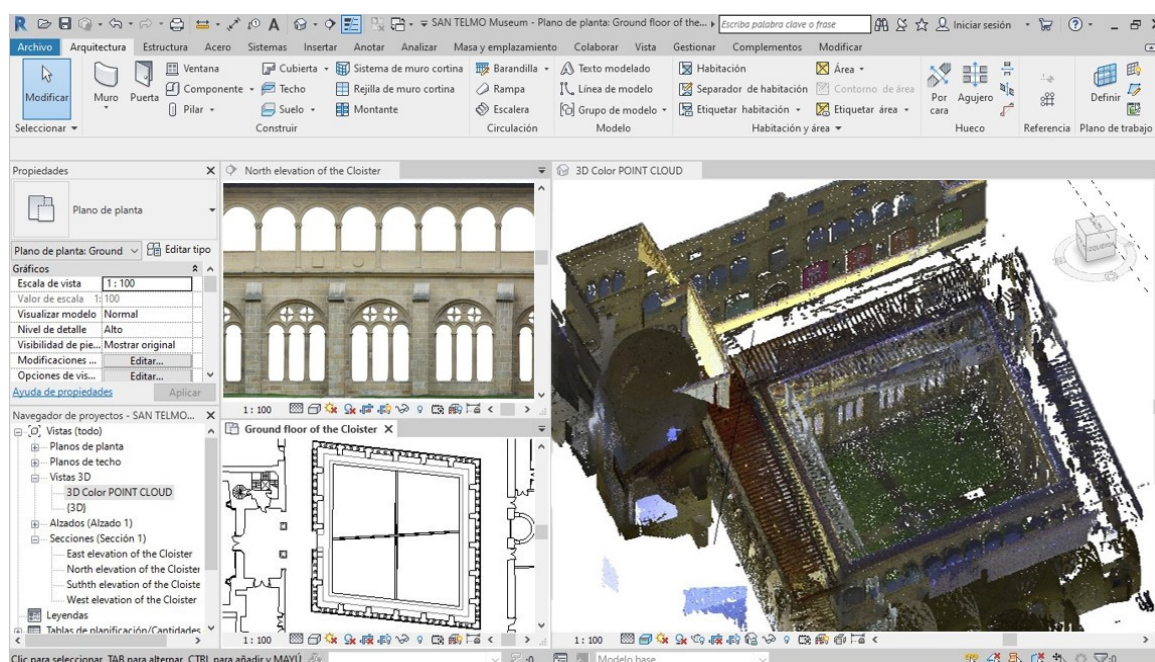 SAN TELMO Museum - Plano de planta: Ground floor of the...
Escriba palabra clave o frase
Iniciar sesión
Archivo Arquitectura Estructura Acero Sistemas Insertar Anotar Analizar Masa y emplazamiento Colaborar Vista Gestionar Complementos Modificar
Modificar
Muro
Puerta
Ventana
Componente
Pilar
Cubierta
Techo
Suelo
Sistema de muro cortina
Rejilla de muro cortina
Montante
Barandilla
Rampa
Escalera
Texto modelado
Línea de modelo
Grupo de modelo
Habitación
Separador de habitación
Etiquetar habitación
Área
Contorno de área
Etiquetar área
Por
cara
Agujero
Definir
Seleccionar
Construir
Circulación
Modelo
Habitación y área
Hueco
Referencia
Plano de trabajo
Propiedades
Plano de planta
Plano de planta: Ground
Editar tipo
Gráficos
Escala de vista 1 : 100
Valor de escala 1: 100
Visualizar modelo Normal
Nivel de detalle Alto
Visibilidad de pie... Mostrar original
Modificaciones ... Editar...
Opciones de vis... Editar...
Ayuda de propiedades
Aplicar
Navegador de proyectos - SAN TELMO...
Vistas (todo)
Planos de planta
Planos de techo
Vistas 3D
3D Color POINT CLOUD
{3D}
Alzados (Alzado 1)
Secciones (Sección 1)
East elevation of the Cloister
North elevation of the Cloister
Suthth elevation of the Cloiste
West elevation of the Cloister
Leyendas
Tablas de planificación/Cantidades
North elevation of the Cloister
1 : 100
Ground floor of the Cloister
1 : 100
3D Color POINT CLOUD
1 : 100
Clic para seleccionar, TAB para alternar, CTRL para añadir y MAYÚ
:0
Modelo base
:0